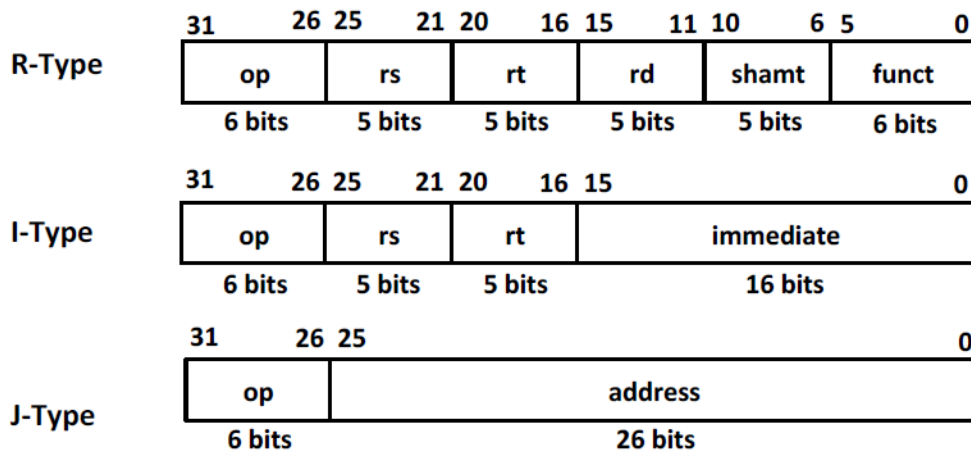 31 26 25 21 20 16 15 11 10 6 5 0
R-Type op rs rt rd shamt funct
6 bits 5 bits 5 bits 5 bits 5 bits 6 bits
31 26 25 21 20 16 15 0
I-Type op rs rt immediate
6 bits 5 bits 5 bits 16 bits
31 26 25 0
op address
J-Type
6 bits 26 bits